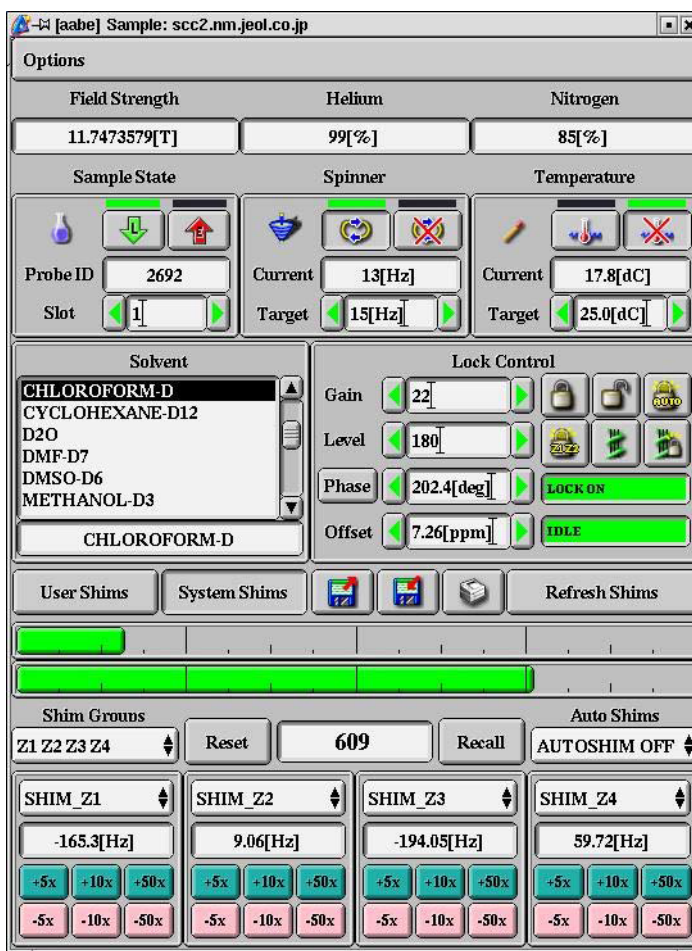 [aabe] Sample: scc2.nm.jeol.co.jp
Options
Field Strength Helium Nitrogen
11.7473579[T] 99[%] 85[%]
Sample State Spinner Temperature
L E
Probe ID 2692 Current 13[Hz] Current 17.8[dC]
Slot 1 Target 15[Hz] Target 25.0[dC]
Solvent Lock Control
CHLOROFORM-D
CYCLOHEXANE-D12
D2O
DMF-D7
DMSO-D6
METHANOL-D3
CHLOROFORM-D
Gain 22 AUTO
Level 180 Z1Z2
Phase 202.4[deg] LOCK ON
Offset 7.26[ppm] IDLE
User Shims System Shims Refresh Shims
Shim Groups Auto Shims
Z1 Z2 Z3 Z4 Reset 609 Recall AUTOSHIM OFF
SHIM_Z1 SHIM_Z2 SHIM_Z3 SHIM_Z4
-165.3[Hz] 9.06[Hz] -194.05[Hz] 59.72[Hz]
+5x +10x +50x +5x +10x +50x +5x +10x +50x +5x +10x +50x
-5x -10x -50x -5x -10x -50x -5x -10x -50x -5x -10x -50x